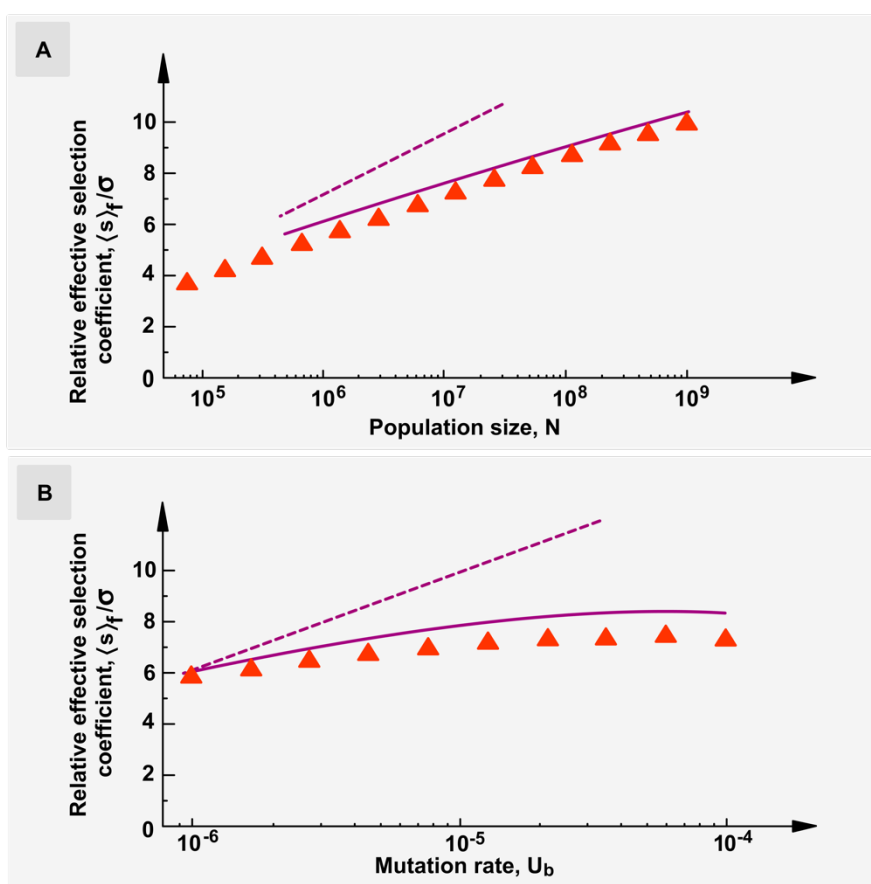 A
Relative effective selection
coefficient, ⟨s⟩f/σ
10
8
6
4
2
0
10^5 10^6 10^7 10^8 10^9
Population size, N
B
Relative effective selection
coefficient, ⟨s⟩f/σ
10
8
6
4
2
0
10^-6 10^-5 10^-4
Mutation rate, Ub